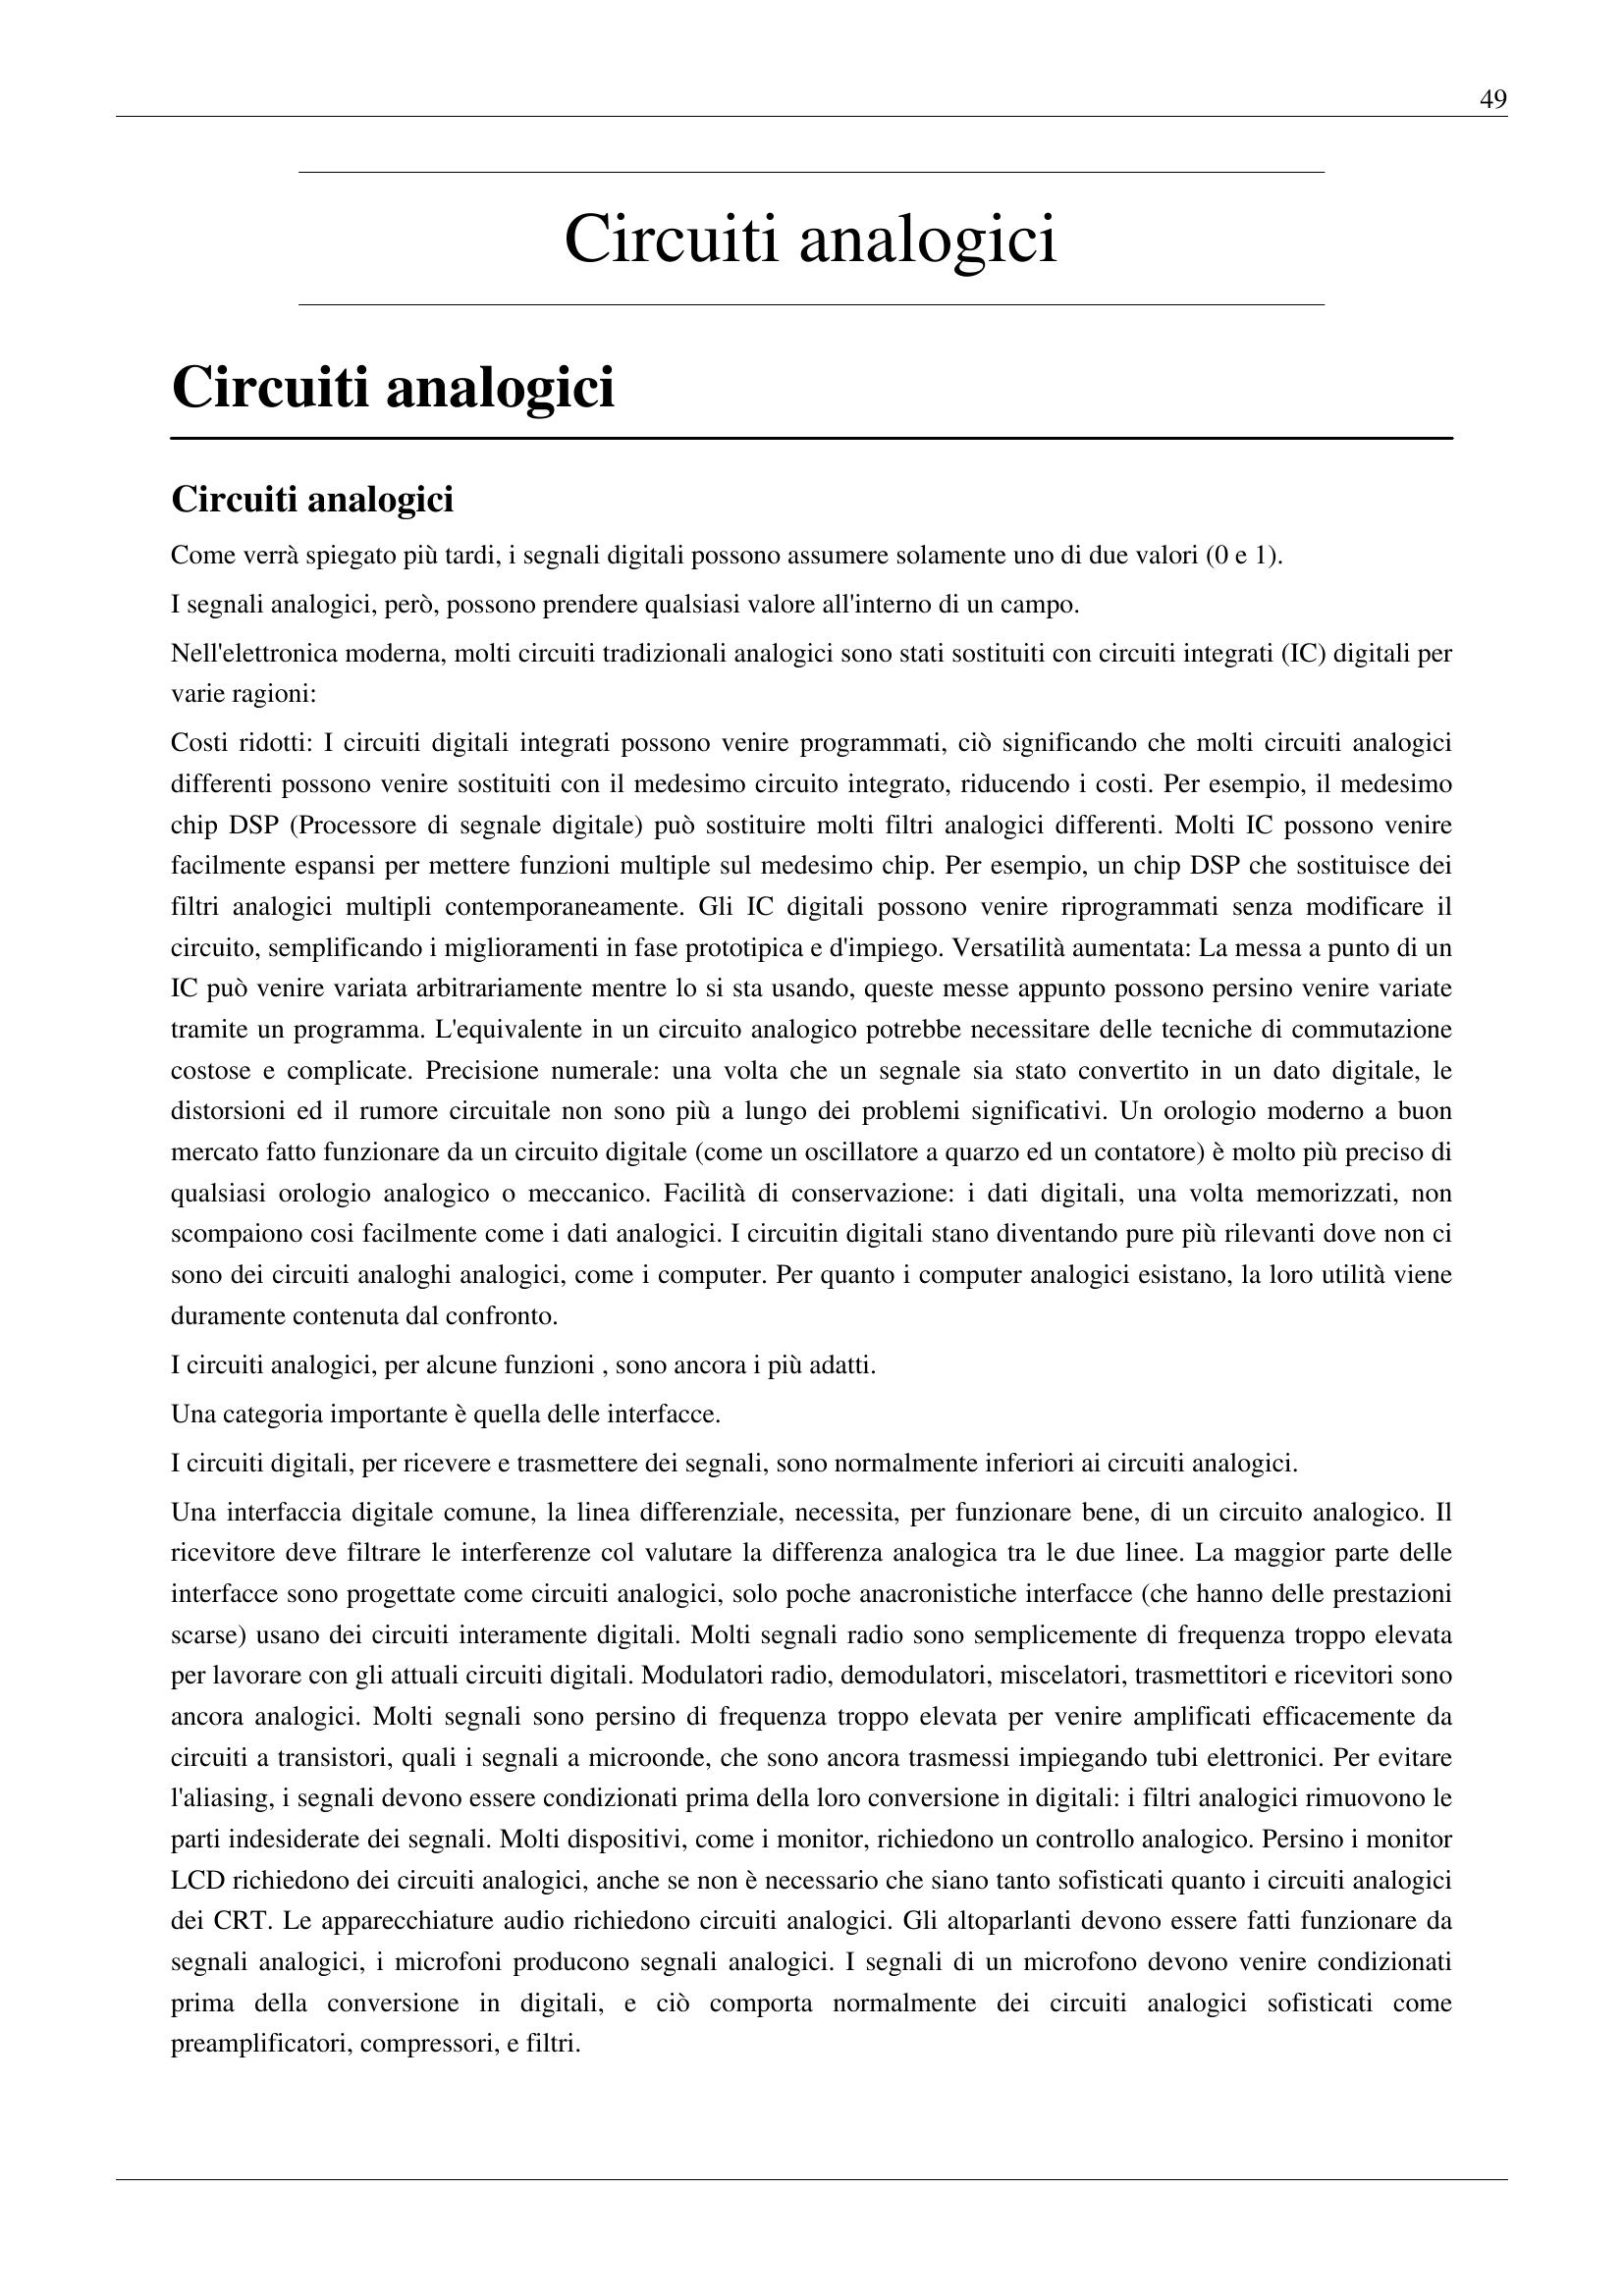 49
Circuiti analogici
Circuiti analogici
Circuiti analogici
Come verrà spiegato più tardi, i segnali digitali possono assumere solamente uno di due valori (0 e 1).
I segnali analogici, però, possono prendere qualsiasi valore all'interno di un campo.
Nell'elettronica moderna, molti circuiti tradizionali analogici sono stati sostituiti con circuiti integrati (IC) digitali per
varie ragioni:
Costi ridotti: I circuiti digitali integrati possono venire programmati, ciò significando che molti circuiti analogici
differenti possono venire sostituiti con il medesimo circuito integrato, riducendo i costi. Per esempio, il medesimo
chip DSP (Processore di segnale digitale) può sostituire molti filtri analogici differenti. Molti IC possono venire
facilmente espansi per mettere funzioni multiple sul medesimo chip. Per esempio, un chip DSP che sostituisce dei
filtri analogici multipli contemporaneamente. Gli IC digitali possono venire riprogrammati senza modificare il
circuito, semplificando i miglioramenti in fase prototipica e d'impiego. Versatilità aumentata: La messa a punto di un
IC può venire variata arbitrariamente mentre lo si sta usando, queste messe appunto possono persino venire variate
tramite un programma. L'equivalente in un circuito analogico potrebbe necessitare delle tecniche di commutazione
costose e complicate. Precisione numerale: una volta che un segnale sia stato convertito in un dato digitale, le
distorsioni ed il rumore circuitale non sono più a lungo dei problemi significativi. Un orologio moderno a buon
mercato fatto funzionare da un circuito digitale (come un oscillatore a quarzo ed un contatore) è molto più preciso di
qualsiasi orologio analogico o meccanico. Facilità di conservazione: i dati digitali, una volta memorizzati, non
scompaiono cosi facilmente come i dati analogici. I circuitin digitali stano diventando pure più rilevanti dove non ci
sono dei circuiti analoghi analogici, come i computer. Per quanto i computer analogici esistano, la loro utilità viene
duramente contenuta dal confronto.
I circuiti analogici, per alcune funzioni , sono ancora i più adatti.
Una categoria importante è quella delle interfacce.
I circuiti digitali, per ricevere e trasmettere dei segnali, sono normalmente inferiori ai circuiti analogici.
Una interfaccia digitale comune, la linea differenziale, necessita, per funzionare bene, di un circuito analogico. Il
ricevitore deve filtrare le interferenze col valutare la differenza analogica tra le due linee. La maggior parte delle
interfacce sono progettate come circuiti analogici, solo poche anacronistiche interfacce (che hanno delle prestazioni
scarse) usano dei circuiti interamente digitali. Molti segnali radio sono semplicemente di frequenza troppo elevata
per lavorare con gli attuali circuiti digitali. Modulatori radio, demodulatori, miscelatori, trasmettitori e ricevitori sono
ancora analogici. Molti segnali sono persino di frequenza troppo elevata per venire amplificati efficacemente da
circuiti a transistori, quali i segnali a microonde, che sono ancora trasmessi impiegando tubi elettronici. Per evitare
l'aliasing, i segnali devono essere condizionati prima della loro conversione in digitali: i filtri analogici rimuovono le
parti indesiderate dei segnali. Molti dispositivi, come i monitor, richiedono un controllo analogico. Persino i monitor
LCD richiedono dei circuiti analogici, anche se non è necessario che siano tanto sofisticati quanto i circuiti analogici
dei CRT. Le apparecchiature audio richiedono circuiti analogici. Gli altoparlanti devono essere fatti funzionare da
segnali analogici, i microfoni producono segnali analogici. I segnali di un microfono devono venire condizionati
prima della conversione in digitali, e ciò comporta normalmente dei circuiti analogici sofisticati come
preamplificatori, compressori, e filtri.